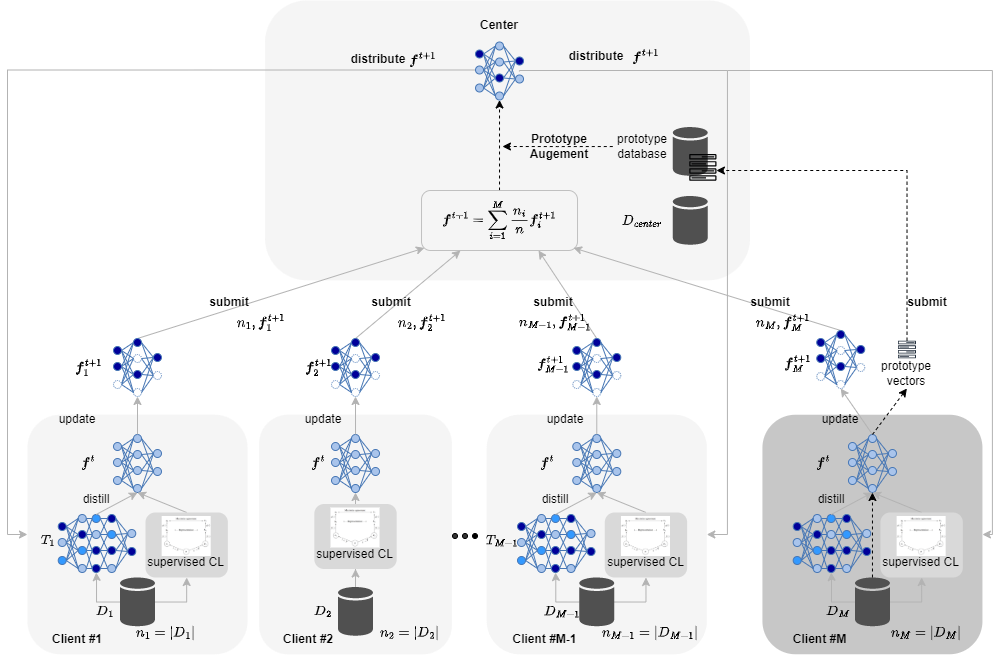 Center
distribute f^{t+1}
distribute f^{t+1}
Prototype
Augement
prototype
database
f^{t+1} = \sum_{i=1}^{M} \frac{n_i}{n} f_i^{t+1}
D_{center}
submit
n_1, f_1^{t+1}
submit
n_2, f_2^{t+1}
submit
n_{M-1}, f_{M-1}^{t+1}
submit
n_M, f_M^{t+1}
submit
f_1^{t+1}
f_2^{t+1}
f_{M-1}^{t+1}
f_M^{t+1}
prototype
vectors
update
update
update
update
f^t
f^t
f^t
f^t
distill
distill
distill
T_1
supervised CL
supervised CL
T_{M-1}
supervised CL
supervised CL
D_1
n_1 = |D_1|
Client #1
D_2
n_2 = |D_2|
Client #2
D_{M-1}
n_{M-1} = |D_{M-1}|
Client #M-1
D_M
n_M = |D_M|
Client #M